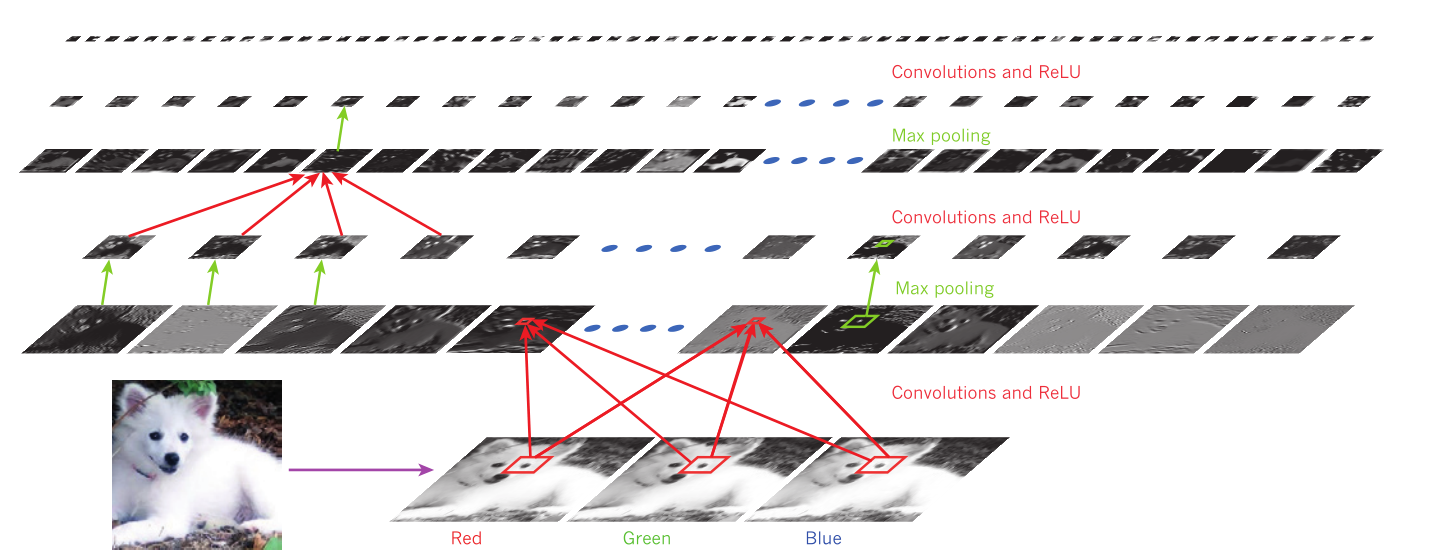 Convolutions and ReLU
Max pooling
Convolutions and ReLU
Max pooling
Convolutions and ReLU
Red
Green
Blue